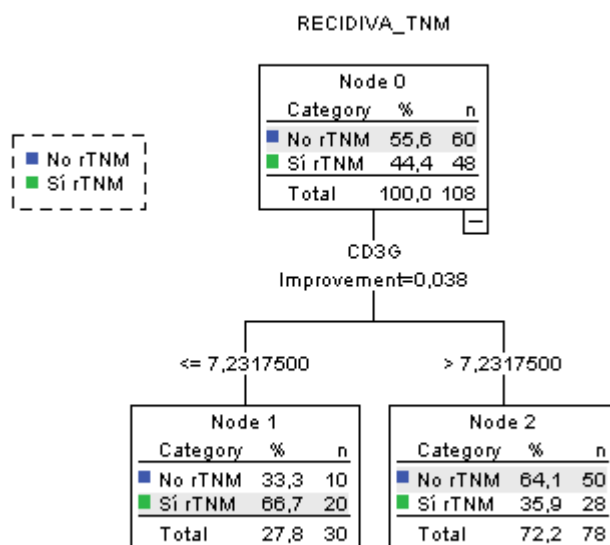 RECIDIVA_TNM
Node 0
Category % n
No rTNM 55,6 60
Sí rTNM 44,4 48
Total 100,0 108
No rTNM
Sí rTNM
CD3G
Improvement=0,038
<= 7,2317500
> 7,2317500
Node 1
Category % n
No rTNM 33,3 10
Sí rTNM 66,7 20
Total 27,8 30
Node 2
Category % n
No rTNM 64,1 50
Sí rTNM 35,9 28
Total 72,2 78